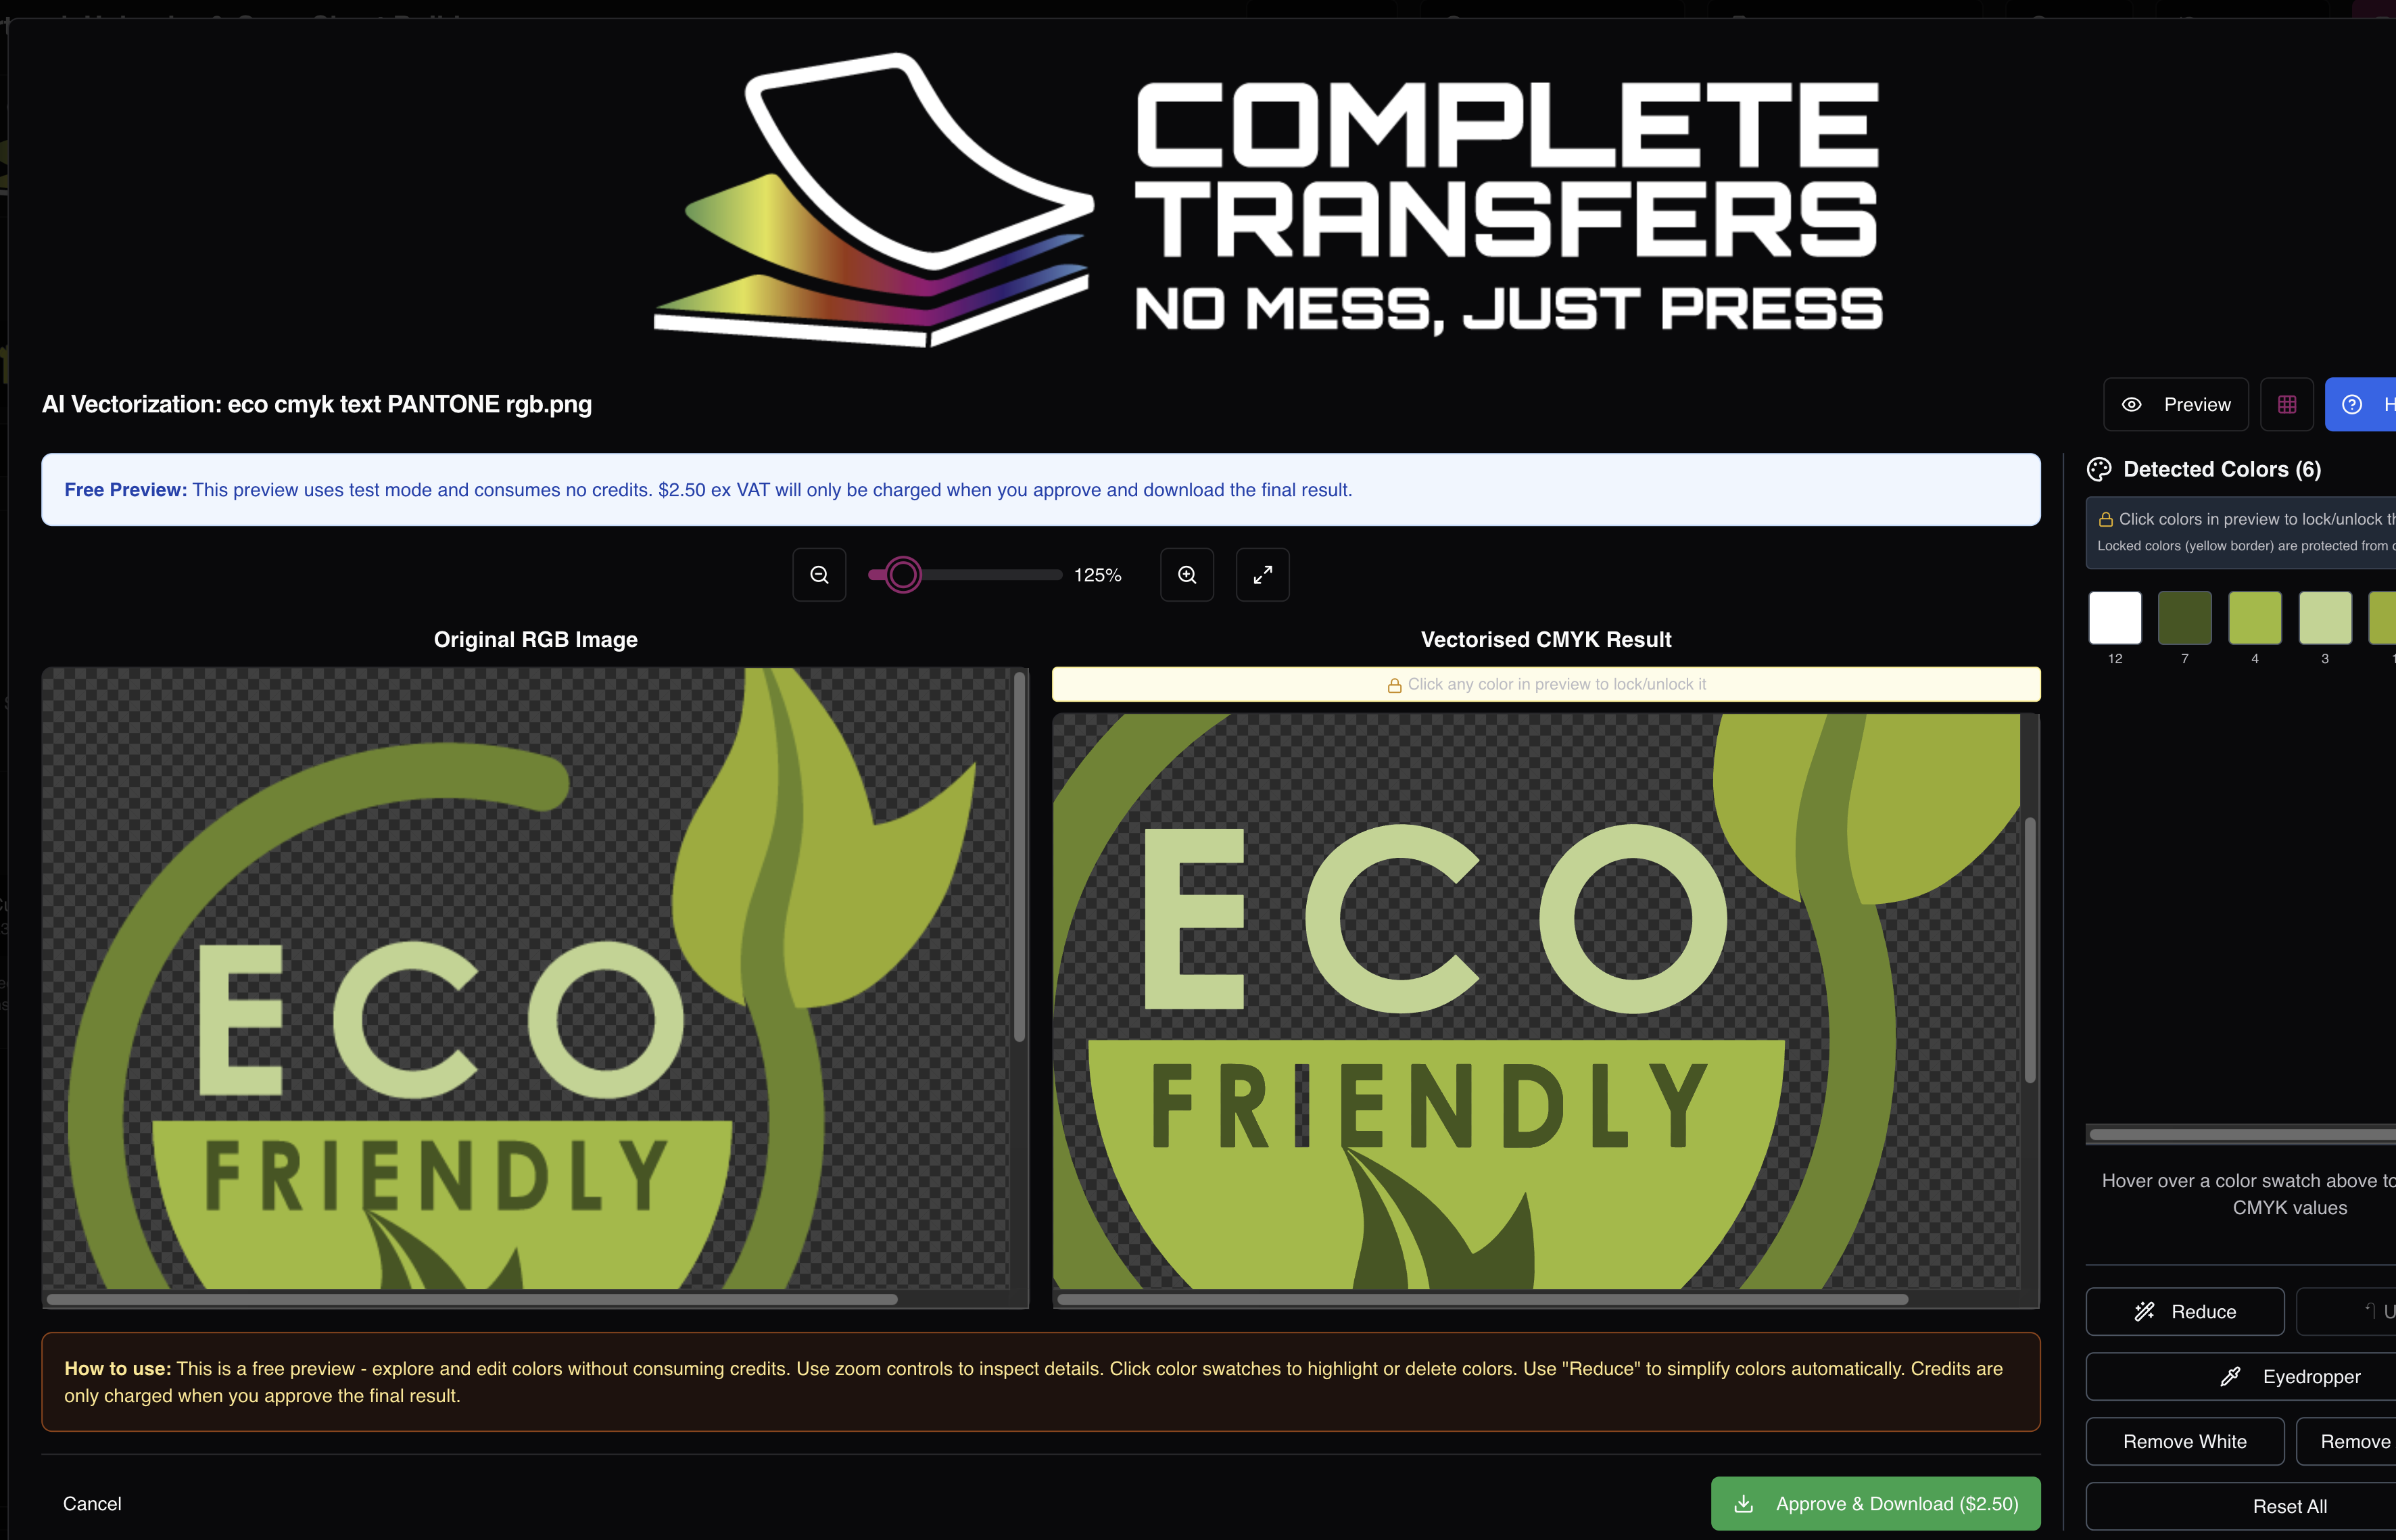 COMPLETE
TRANSFERS
NO MESS, JUST PRESS
AI Vectorization: eco cmyk text PANTONE rgb.png
Preview
Free Preview: This preview uses test mode and consumes no credits. $2.50 ex VAT will only be charged when you approve and download the final result.
125%
Original RGB Image
Vectorised CMYK Result
Click any color in preview to lock/unlock it
ECO
FRIENDLY
ECO
FRIENDLY
How to use: This is a free preview - explore and edit colors without consuming credits. Use zoom controls to inspect details. Click color swatches to highlight or delete colors. Use "Reduce" to simplify colors automatically. Credits are
only charged when you approve the final result.
Cancel
Approve & Download ($2.50)
Detected Colors (6)
Click colors in preview to lock/unlock
Locked colors (yellow border) are protected from
12
7
4
3
Hover over a color swatch above to
CMYK values
Reduce
Eyedropper
Remove White
Remove
Reset All